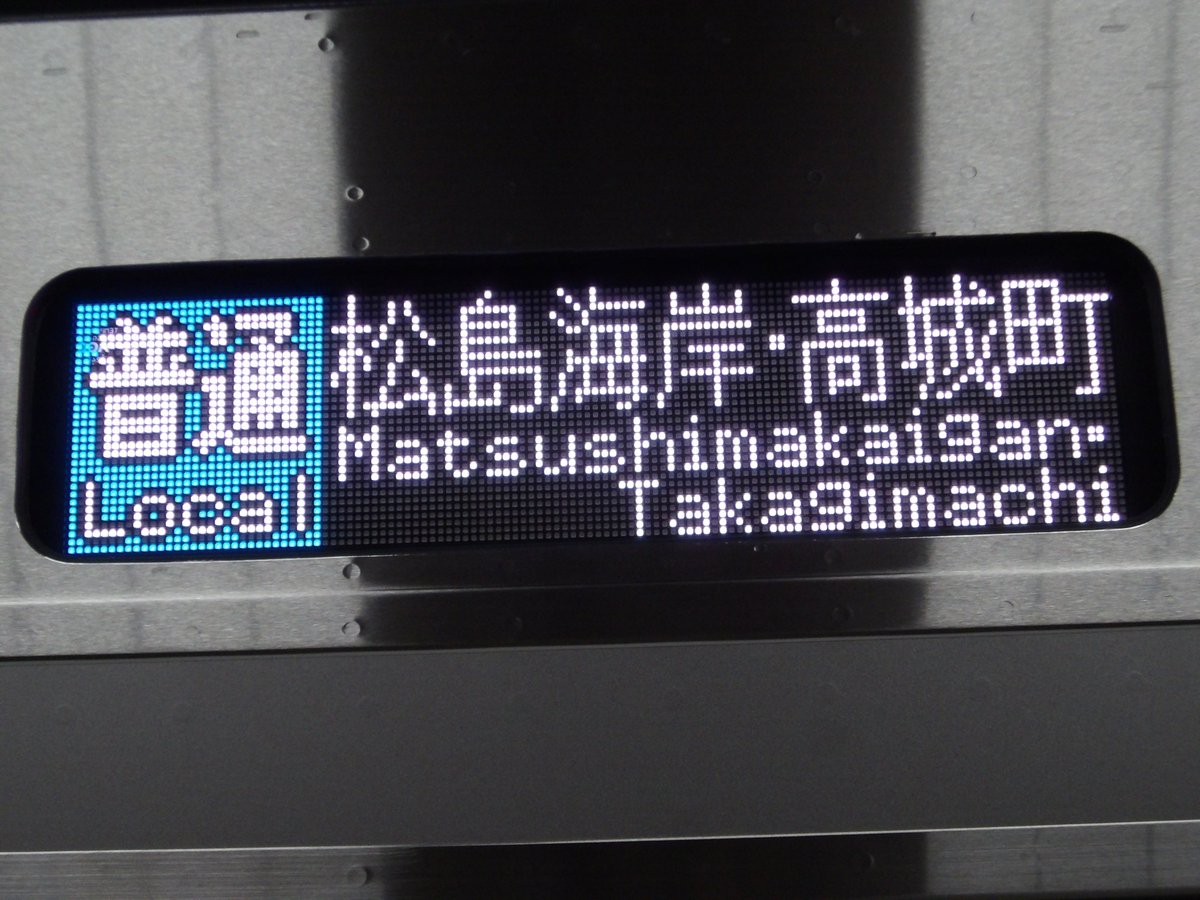 普通
Local
松島海岸・高城町
Matsushimakaigan・
Takagimachi